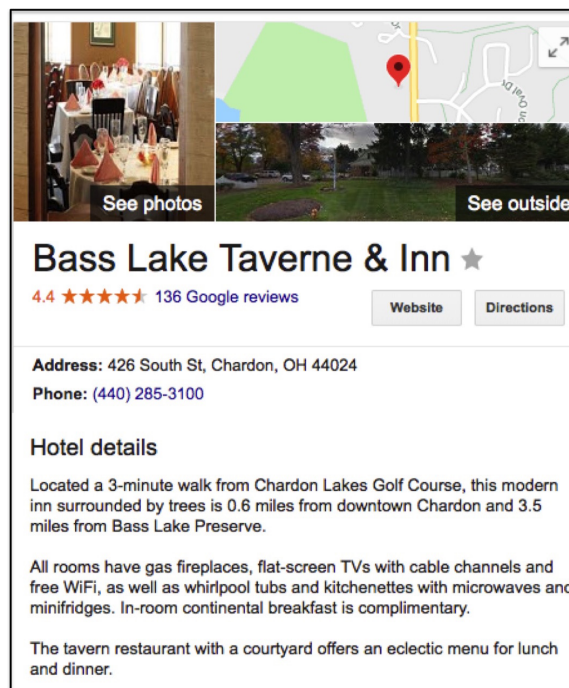 Oval Dr
See photos
See outside
Bass Lake Taverne & Inn
4.4 136 Google reviews
Website
Directions
Address: 426 South St, Chardon, OH 44024
Phone: (440) 285-3100
Hotel details
Located a 3-minute walk from Chardon Lakes Golf Course, this modern
inn surrounded by trees is 0.6 miles from downtown Chardon and 3.5
miles from Bass Lake Preserve.
All rooms have gas fireplaces, flat-screen TVs with cable channels and
free WiFi, as well as whirlpool tubs and kitchenettes with microwaves and
minifridges. In-room continental breakfast is complimentary.
The tavern restaurant with a courtyard offers an eclectic menu for lunch
and dinner.